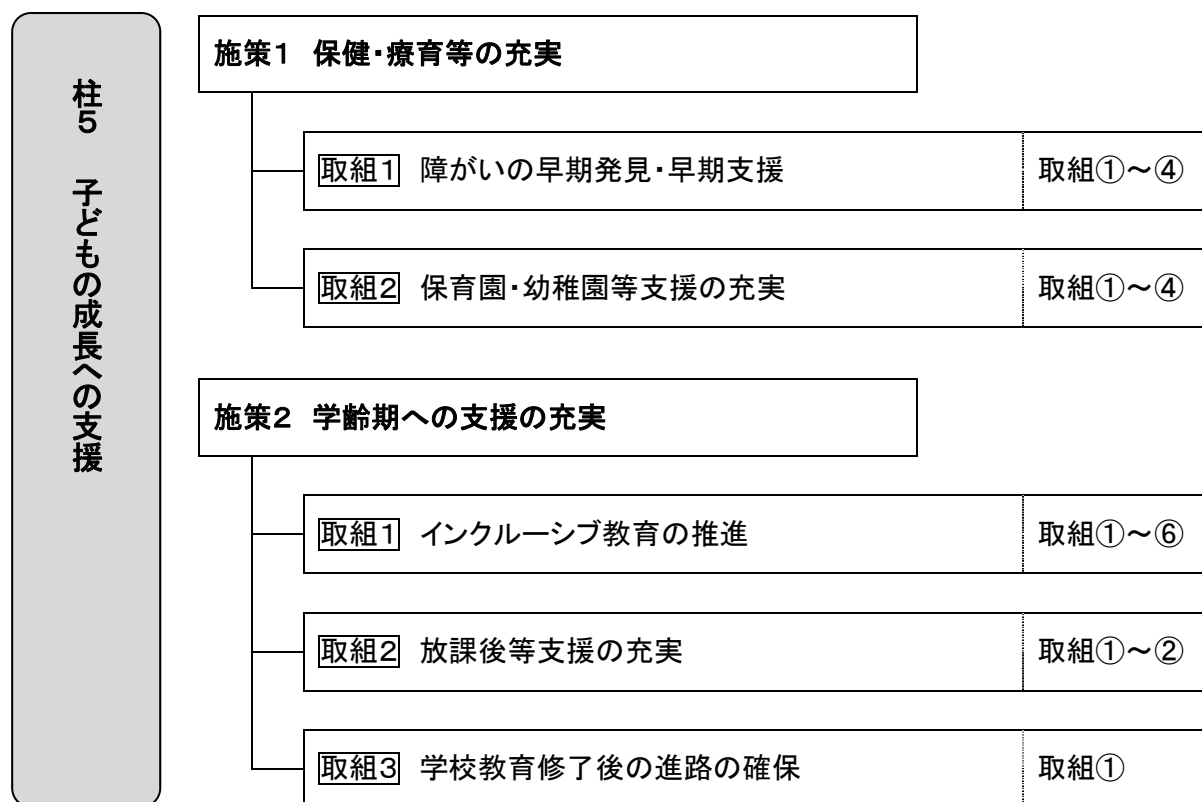 柱5 子どもの成長への支援
施策1 保健・療育等の充実
取組1 障がいの早期発見・早期支援 取組①~④
取組2 保育園・幼稚園等支援の充実 取組①~④
施策2 学齢期への支援の充実
取組1 インクルーシブ教育の推進 取組①~⑥
取組2 放課後等支援の充実 取組①~②
取組3 学校教育修了後の進路の確保 取組①